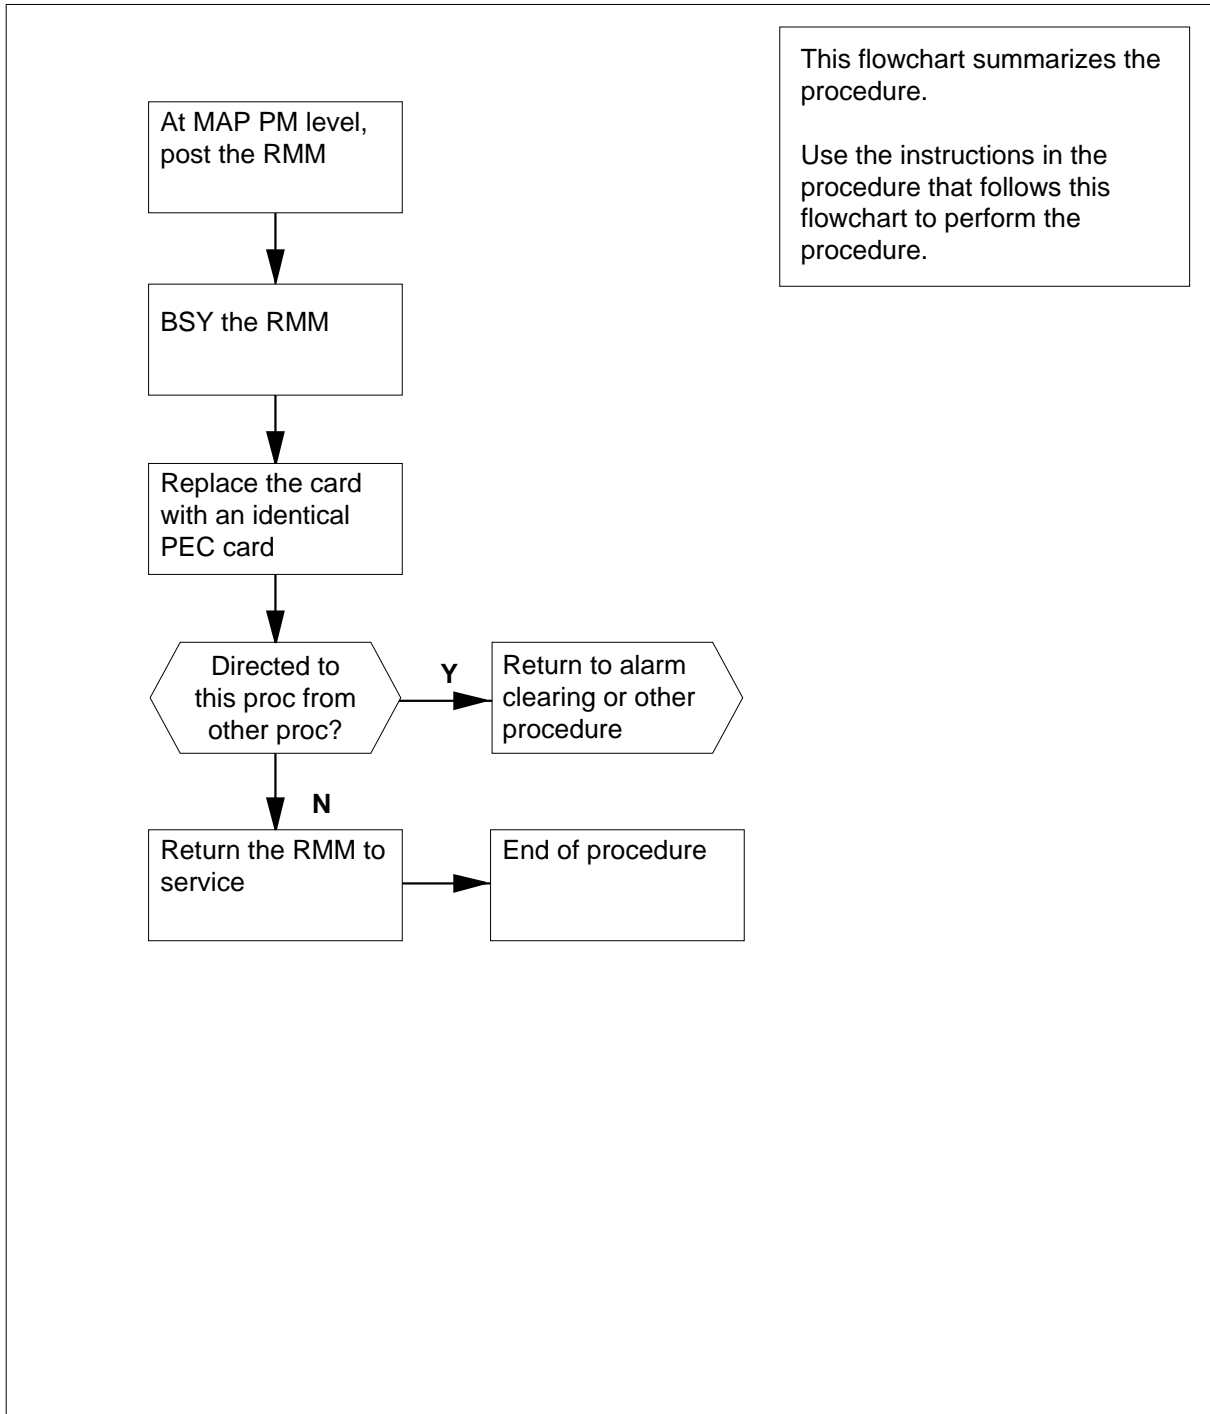 This flowchart summarizes the
procedure.
Use the instructions in the
procedure that follows this
flowchart to perform the
procedure.
At MAP PM level,
post the RMM
BSY the RMM
Replace the card
with an identical
PEC card
Directed to
this proc from
other proc?
Y
Return to alarm
clearing or other
procedure
N
Return the RMM to
service
End of procedure